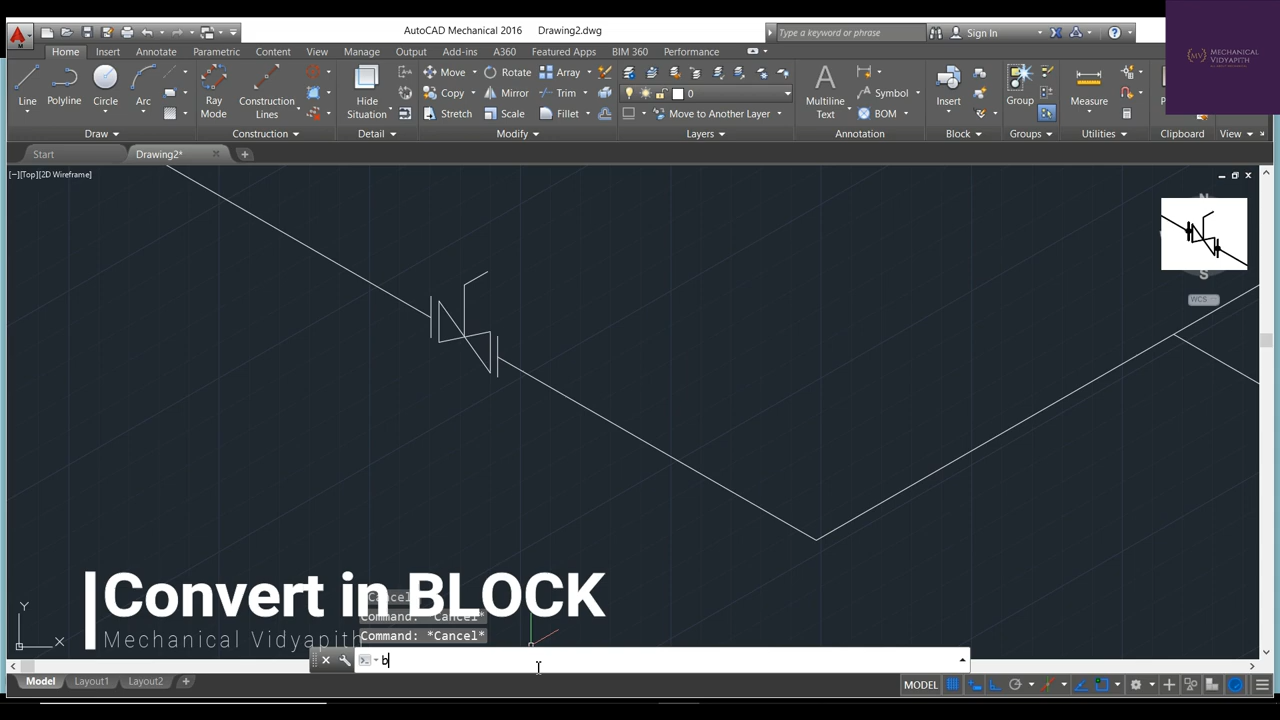 AutoCAD Mechanical 2016 Drawing2.dwg
Type a keyword or phrase
Sign In
MECHANICAL
VIDYAPITH
Home Insert Annotate Parametric Content View Manage Output Add-ins A360 Featured Apps BIM 360 Performance
Move Rotate Array
0
Symbol
Copy Mirror Trim
Line Polyline Circle Arc
Ray
Mode
Construction
Lines
Hide
Situation
Multiline
Text
Insert
Group
Measure
Stretch Scale Fillet
Move to Another Layer
BOM
Draw Construction Detail Modify Layers Annotation Block Groups Utilities Clipboard View
Start Drawing2*
[−][Top][2D Wireframe]
S
WCS
Convert in BLOCK
Mechanical Vidyapith
Command: *Cancel*
Command: *Cancel*
Y
X
b
Model Layout1 Layout2
MODEL